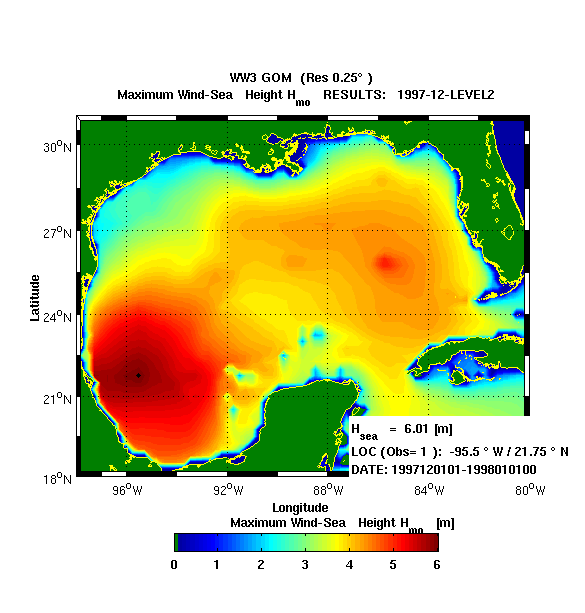 WW3 GOM (Res 0.25° )
Maximum Wind-Sea Height Hmo RESULTS: 1997-12-LEVEL2
30°N
27°N
24°N
21°N
18°N
Latitude
96°W 92°W 88°W 84°W 80°W
Longitude
Hsea = 6.01 [m]
LOC (Obs= 1 ): -95.5 ° W / 21.75 ° N
DATE: 1997120101-1998010100
Maximum Wind-Sea Height Hmo [m]
0 1 2 3 4 5 6